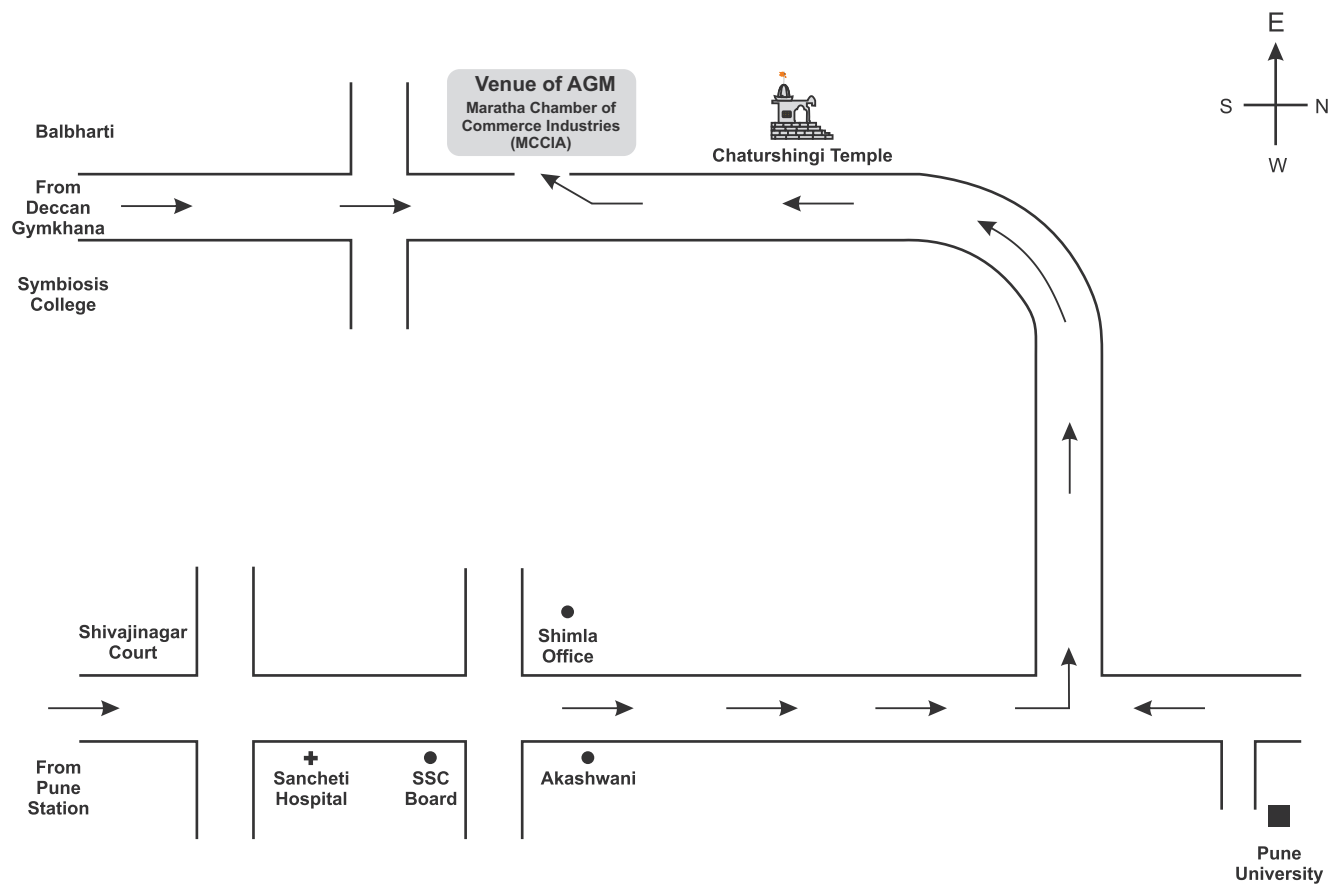 E
S
N
W
Venue of AGM
Maratha Chamber of
Commerce Industries
(MCCIA)
Chaturshingi Temple
Balbharti
From
Deccan
Gymkhana
Symbiosis
College
Shivajinagar
Court
Shimla
Office
From
Pune
Station
Sancheti
Hospital
SSC
Board
Akashwani
Pune
University